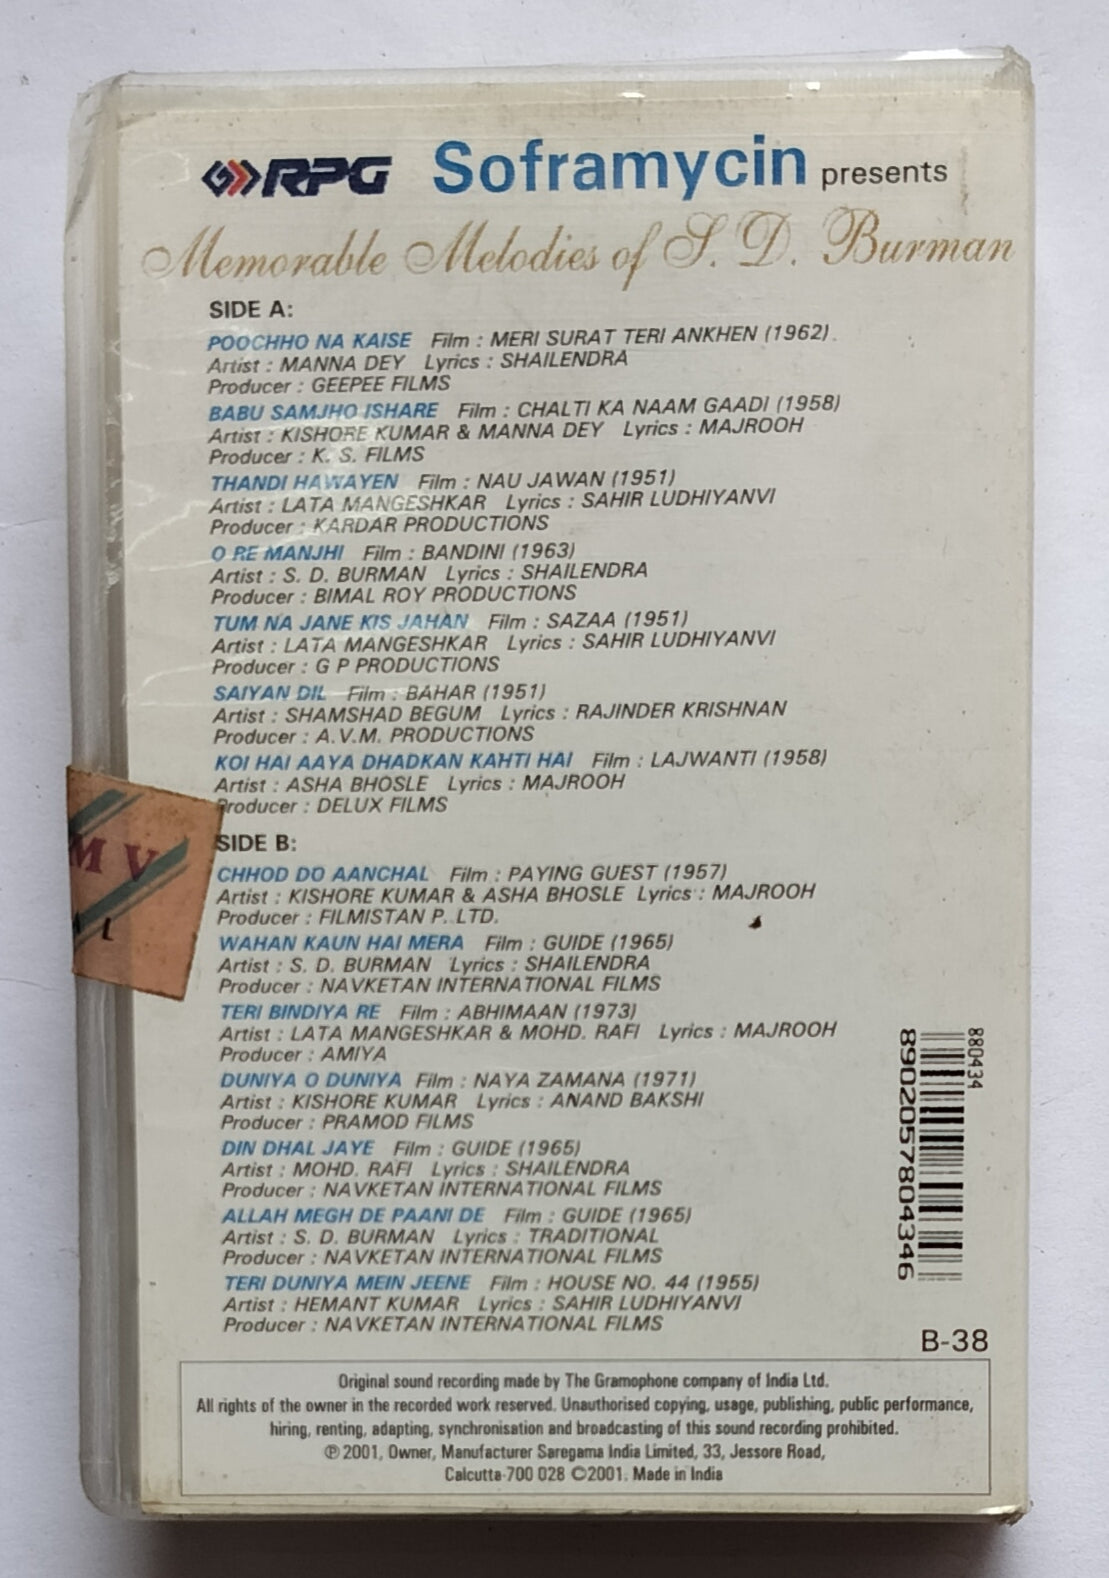 RPG Soframycin presents
Memorable Melodies of S. D. Burman
SIDE A:
POOCHHO NA KAISE Film : MERI SURAT TERI ANKHEN (1962).
Artist : MANNA DEY Lyrics : SHAILENDRA
Producer : GEEPEE FILMS
BABU SAMJHO ISHARE Film : CHALTI KA NAAM GAADI (1958)
Artist : KISHORE KUMAR & MANNA DEY Lyrics : MAJROOH
Producer : K. S. FILMS
THANDI HAWAYEN Film : NAU JAWAN (1951)
Artist : LATA MANGESHKAR Lyrics : SAHIR LUDHIYANVI
Producer : KARDAR PRODUCTIONS
O RE MANJHI Film : BANDINI (1963)
Artist : S. D. BURMAN Lyrics : SHAILENDRA
Producer : BIMAL ROY PRODUCTIONS
TUM NA JANE KIS JAHAN Film : SAZAA (1951)
Artist : LATA MANGESHKAR Lyrics : SAHIR LUDHIYANVI
Producer : G P PRODUCTIONS
SAIYAN DIL Film : BAHAR (1951)
Artist : SHAMSHAD BEGUM Lyrics : RAJINDER KRISHNAN
Producer : A.V.M. PRODUCTIONS
KOI HAI AAYA DHADKAN KAHTI HAI Film : LAJWANTI (1958)
Artist : ASHA BHOSLE Lyrics : MAJROOH
Producer : DELUX FILMS
M V
L
SIDE B:
CHHOD DO AANCHAL Film : PAYING GUEST (1957)
Artist : KISHORE KUMAR & ASHA BHOSLE Lyrics : MAJROOH
Producer : FILMISTAN P. LTD.
WAHAN KAUN HAI MERA Film : GUIDE (1965)
Artist : S. D. BURMAN Lyrics : SHAILENDRA
Producer : NAVKETAN INTERNATIONAL FILMS
TERI BINDIYA RE Film : ABHIMAAN (1973)
Artist : LATA MANGESHKAR & MOHD. RAFI Lyrics : MAJROOH
Producer : AMIYA
DUNIYA O DUNIYA Film : NAYA ZAMANA (1971)
Artist : KISHORE KUMAR Lyrics : ANAND BAKSHI
Producer : PRAMOD FILMS
DIN DHAL JAYE Film : GUIDE (1965)
Artist : MOHD. RAFI Lyrics : SHAILENDRA
Producer : NAVKETAN INTERNATIONAL FILMS
ALLAH MEGH DE PAANI DE Film : GUIDE (1965)
Artist : S. D. BURMAN Lyrics : TRADITIONAL
Producer : NAVKETAN INTERNATIONAL FILMS
TERI DUNIYA MEIN JEENE Film : HOUSE NO. 44 (1955)
Artist : HEMANT KUMAR Lyrics : SAHIR LUDHIYANVI
Producer : NAVKETAN INTERNATIONAL FILMS
880434
8902057804346
B-38
Original sound recording made by The Gramophone company of India Ltd.
All rights of the owner in the recorded work reserved. Unauthorised copying, usage, publishing, public performance,
hiring, renting, adapting, synchronisation and broadcasting of this sound recording prohibited.
℗ 2001, Owner, Manufacturer Saregama India Limited, 33, Jessore Road,
Calcutta-700 028 ©2001. Made in India